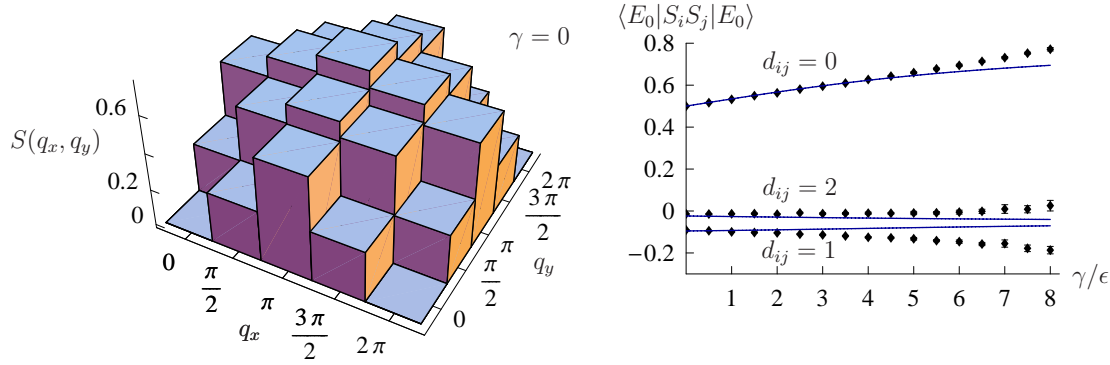 γ = 0
S(q_x, q_y)
0.6
0.2
0
0
π/2
π
3π/2
2π
q_x
0
π/2
π
3π/2
2π
q_y
⟨E_0|S_iS_j|E_0⟩
0.8
0.6
0.4
0.2
0
−0.2
d_ij = 0
d_ij = 2
d_ij = 1
1 2 3 4 5 6 7 8
γ/ϵ